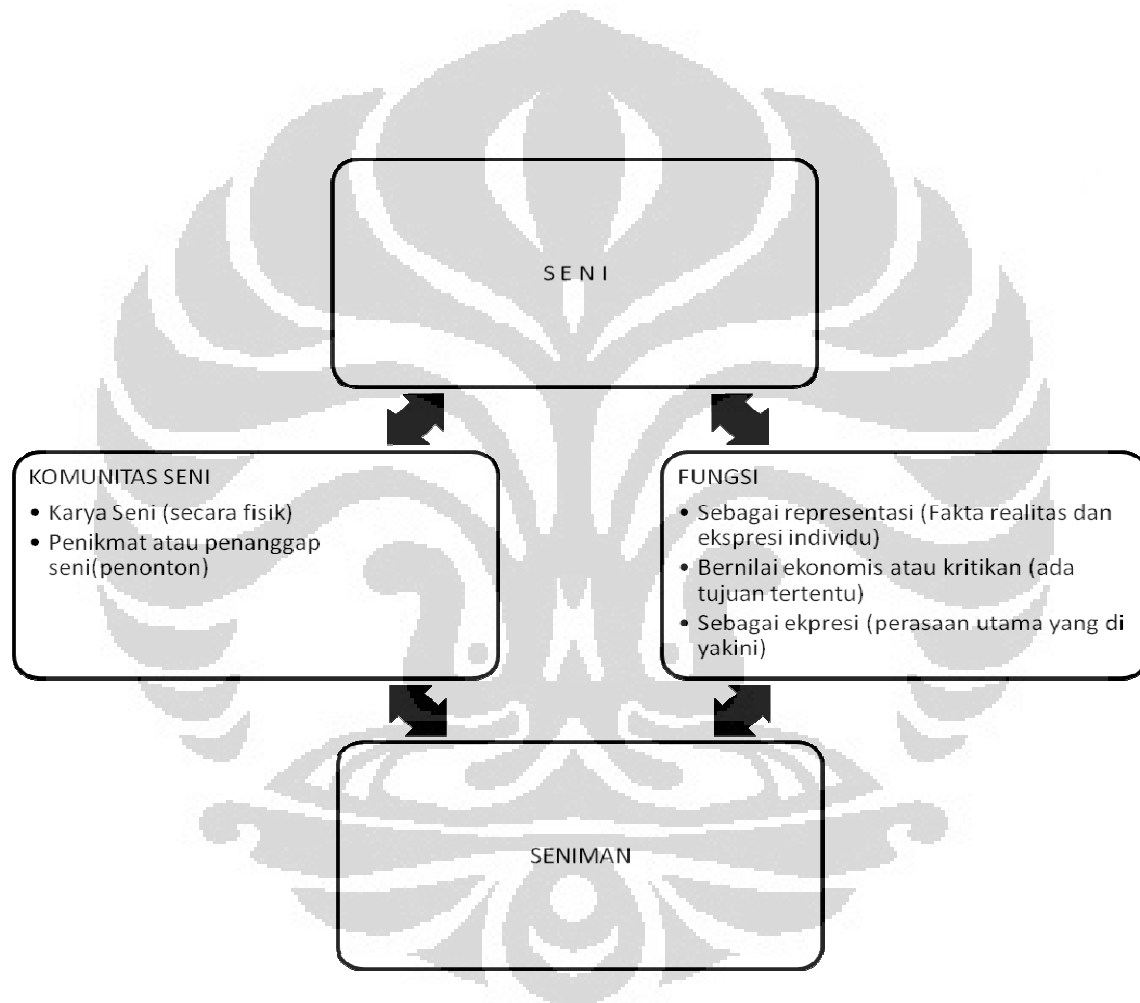 S E N I
KOMUNITAS SENI
• Karya Seni (secara fisik)
• Penikmat atau penanggap
seni(penonton)
FUNGSI
• Sebagai representasi (Fakta realitas dan
ekspresi individu)
• Bernilai ekonomis atau kritikan (ada
tujuan tertentu)
• Sebagai ekpresi (perasaan utama yang di
yakini)
SENIMAN